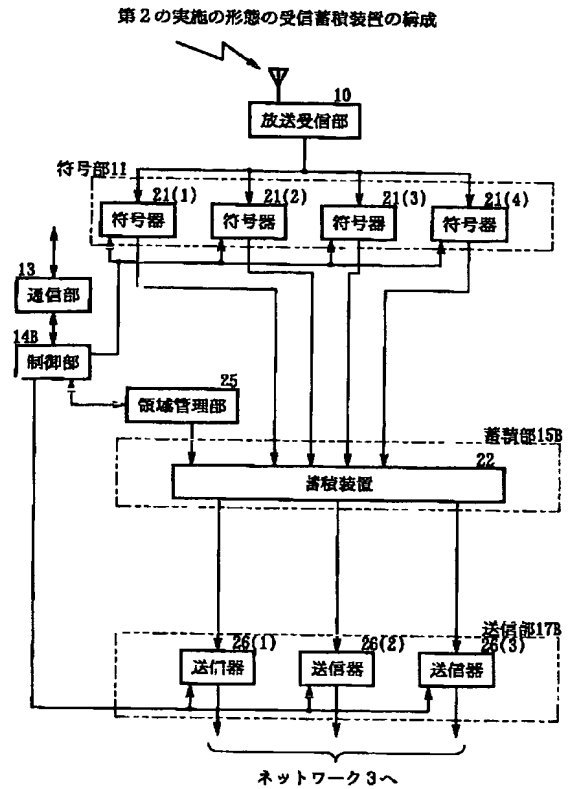 第２の実施の形態の受信蓄積装置の構成
10
放送受信部
符号部11
21(1)
21(2)
21(3)
21(4)
符号器
符号器
符号器
符号器
13
通信部
14B
制御部
25
領域管理部
蓄積部15B
22
蓄積装置
送信部17B
26(1)
26(2)
26(3)
送信器
送信器
送信器
ネットワーク３へ